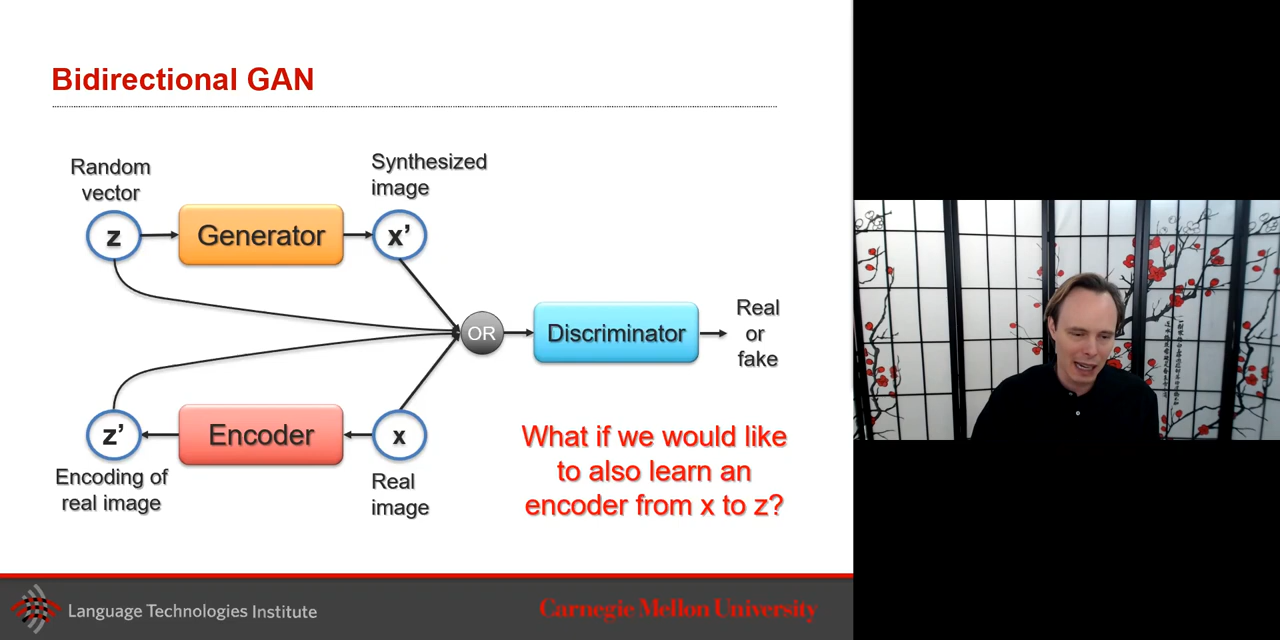 Bidirectional GAN
Random
vector
Synthesized
image
z
Generator
x’
OR
Discriminator
Real
or
fake
z’
Encoder
x
Encoding of
real image
Real
image
What if we would like
to also learn an
encoder from x to z?
Language Technologies Institute
Carnegie Mellon University